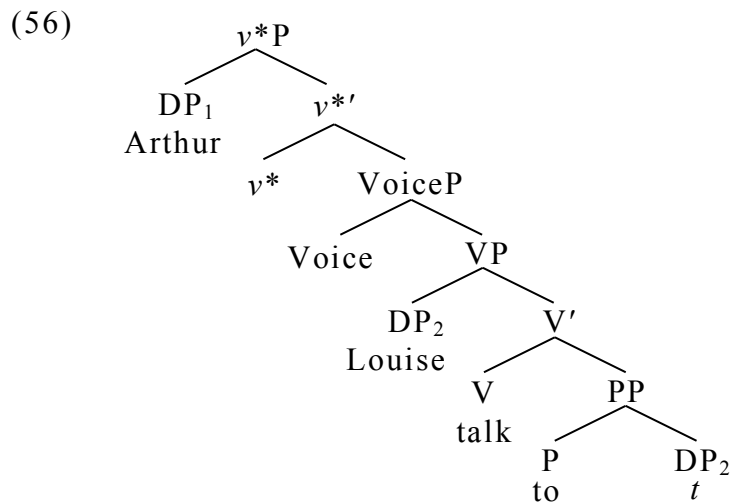 (56)
v*P
DP₁ v*′
Arthur
v* VoiceP
Voice VP
DP₂ V′
Louise
V PP
talk
P DP₂
to t